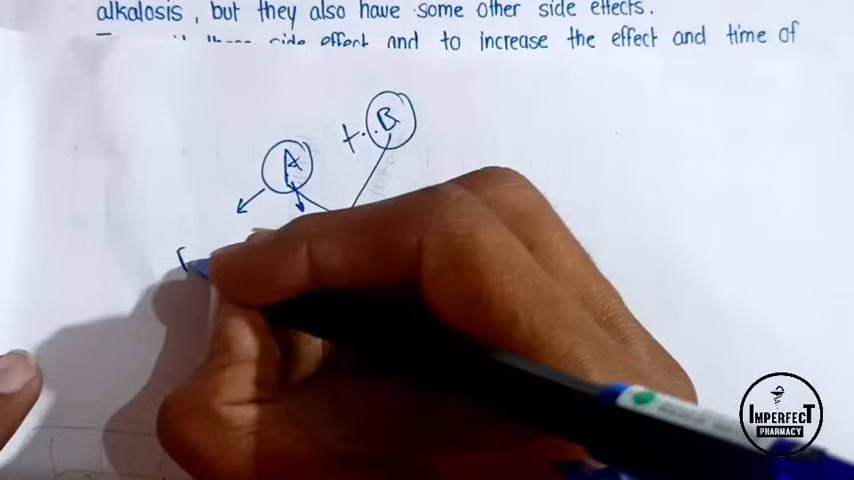 alkalosis, but they also have some other side effects.
side effect and to increase the effect and time of
+ B
A
IMPERFECT
PHARMACY